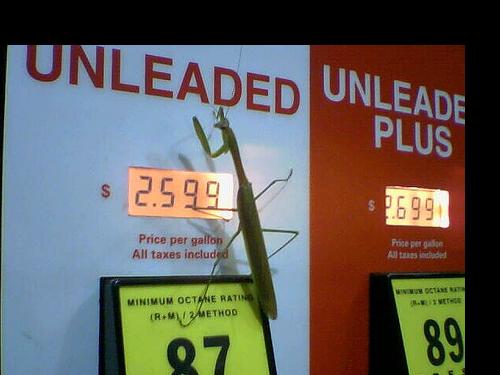 UNLEADED
$ 2.599
Price per gallon
All taxes included
MINIMUM OCTANE RATING
(R+M) / 2 METHOD
87
UNLEADE
PLUS
$ 2.699
Price per gallon
All taxes included
MINIMUM OCTANE RATIN
(R+M) / 2 METHOD
89